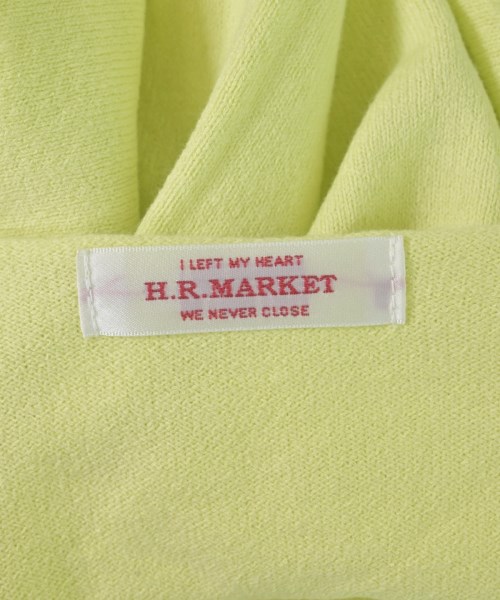 I LEFT MY HEART
H.R.MARKET
WE NEVER CLOSE